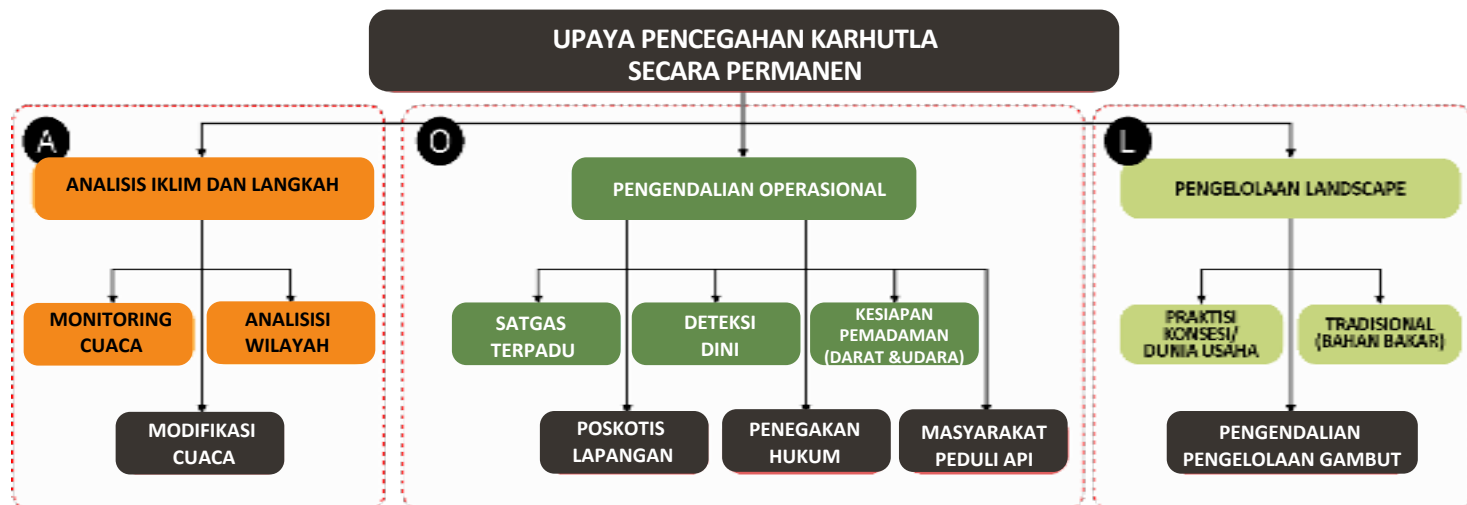 UPAYA PENCEGAHAN KARHUTLA
SECARA PERMANEN
A
ANALISIS IKLIM DAN LANGKAH
MONITORING
CUACA
ANALISISI
WILAYAH
MODIFIKASI
CUACA
O
PENGENDALIAN OPERASIONAL
SATGAS
TERPADU
DETEKSI
DINI
KESIAPAN
PEMADAMAN
(DARAT &UDARA)
POSKOTIS
LAPANGAN
PENEGAKAN
HUKUM
MASYARAKAT
PEDULI API
L
PENGELOLAAN LANDSCAPE
PRAKTISI
KONSESI/
DUNIA USAHA
TRADISIONAL
(BAHAN BAKAR)
PENGENDALIAN
PENGELOLAAN GAMBUT